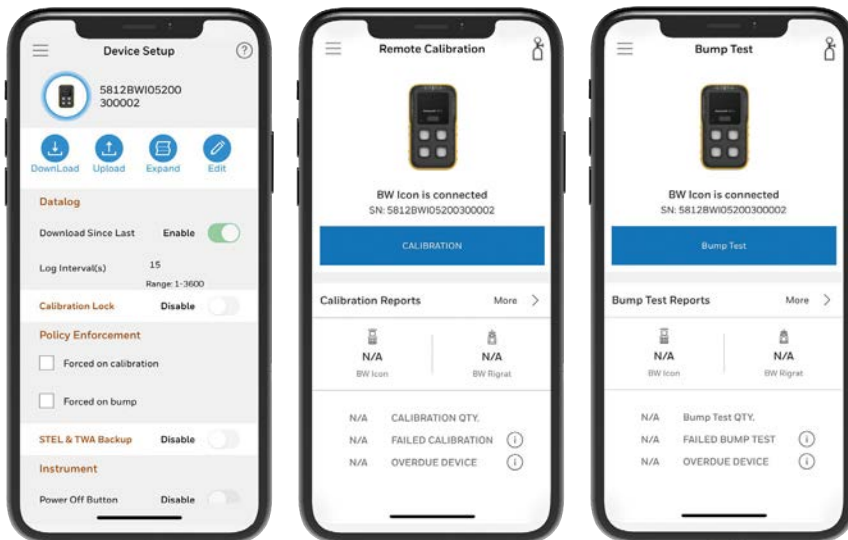 Device Setup
?
5812BWI05200
300002
DownLoad
Upload
Expand
Edit
Datalog
Download Since Last Enable
Log Interval(s) 15
Range: 1-3600
Calibration Lock Disable
Policy Enforcement
Forced on calibration
Forced on bump
STEL & TWA Backup Disable
Instrument
Power Off Button Disable
Remote Calibration
BW Icon is connected
SN: 5812BWI05200300002
CALIBRATION
Calibration Reports More >
N/A N/A
BW Icon BW Rigrat
N/A CALIBRATION QTY.
N/A FAILED CALIBRATION i
N/A OVERDUE DEVICE i
Bump Test
BW Icon is connected
SN: 5812BWI05200300002
Bump Test
Bump Test Reports More >
N/A N/A
BW Icon BW Rigrat
N/A Bump Test QTY.
N/A FAILED BUMP TEST i
N/A OVERDUE DEVICE i